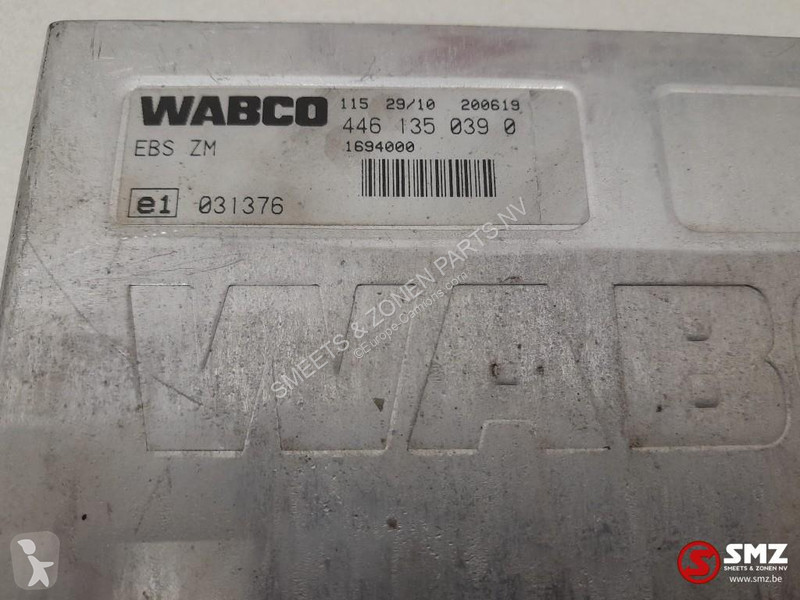 WABCO 115 29/10 200619
446 135 039 0
EBS ZM 1694000
e1 031376
WAB
SMEETS & ZONEN PARTS NV
©Europe-Camions.com
SMZ
SMEETS & ZONEN NV
www.smz.be